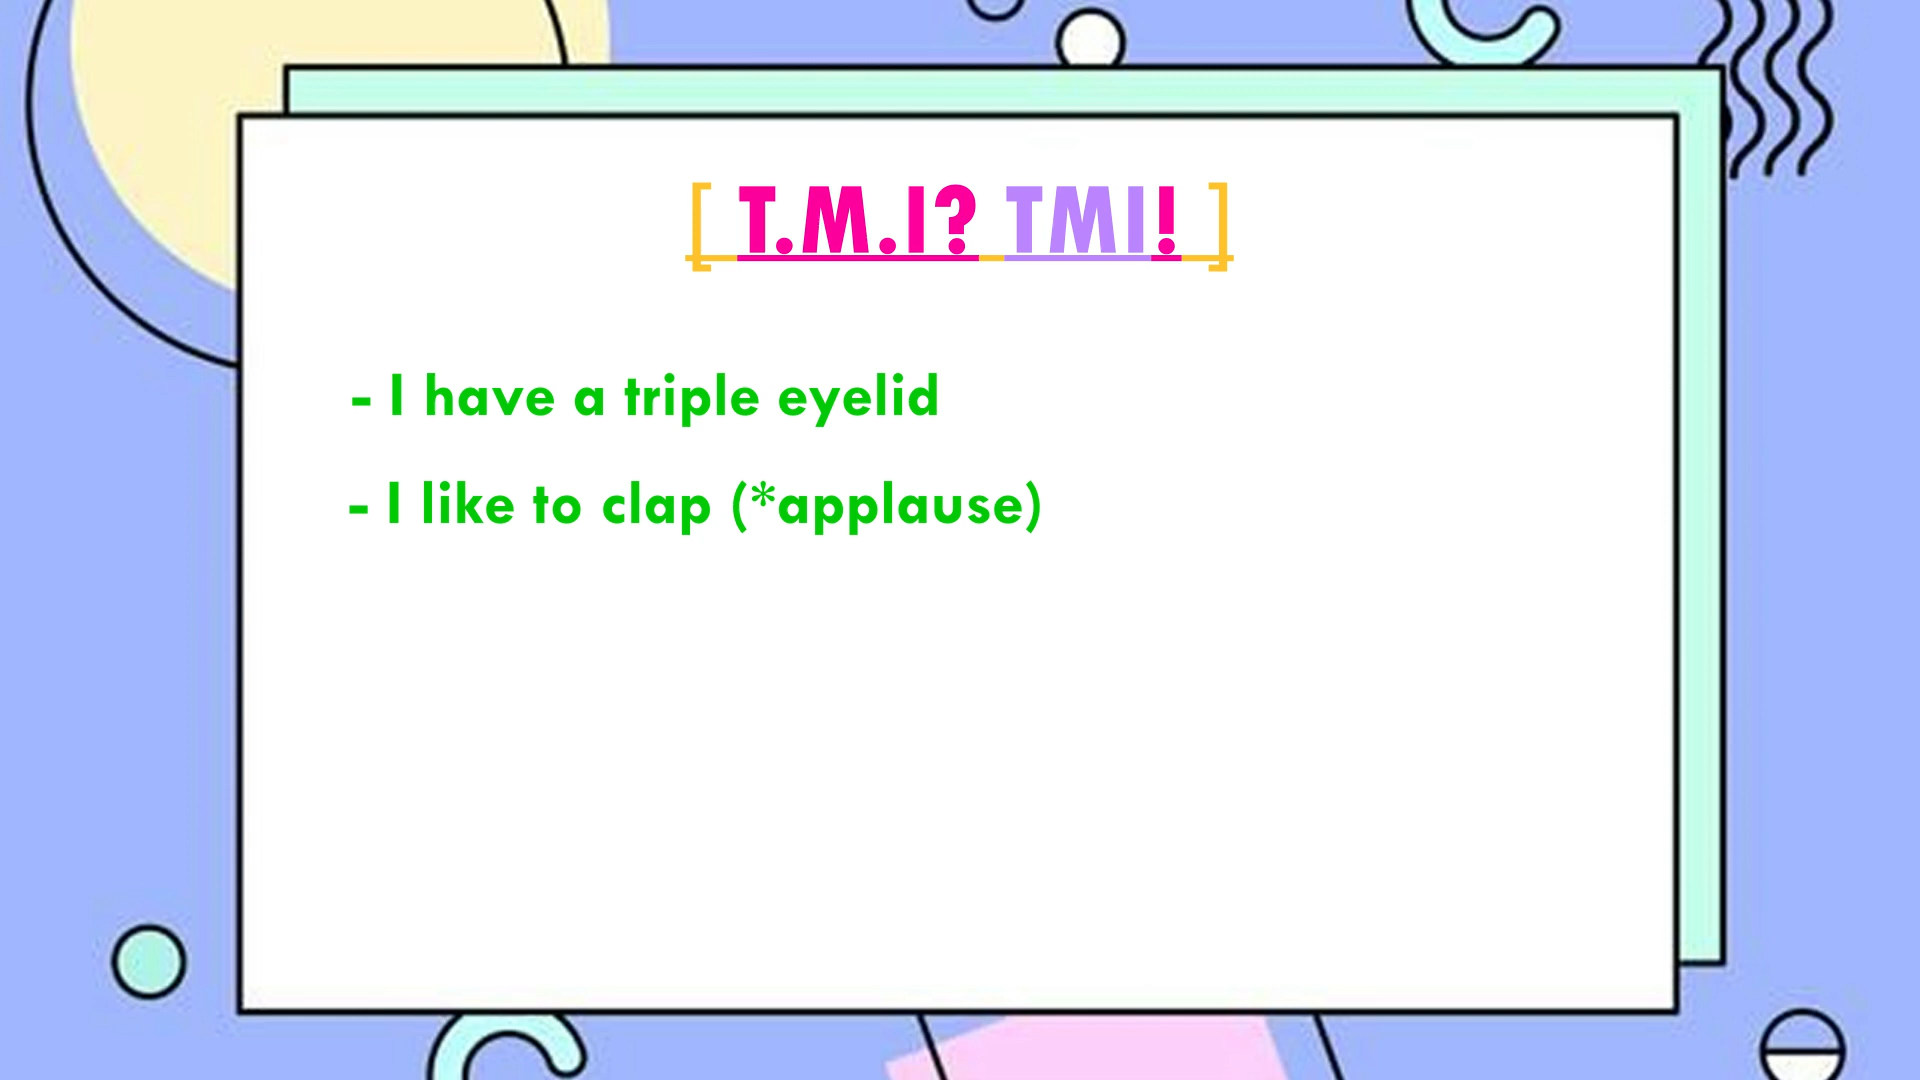 [ T.M.I? TMI! ]
- I have a triple eyelid
- I like to clap (*applause)